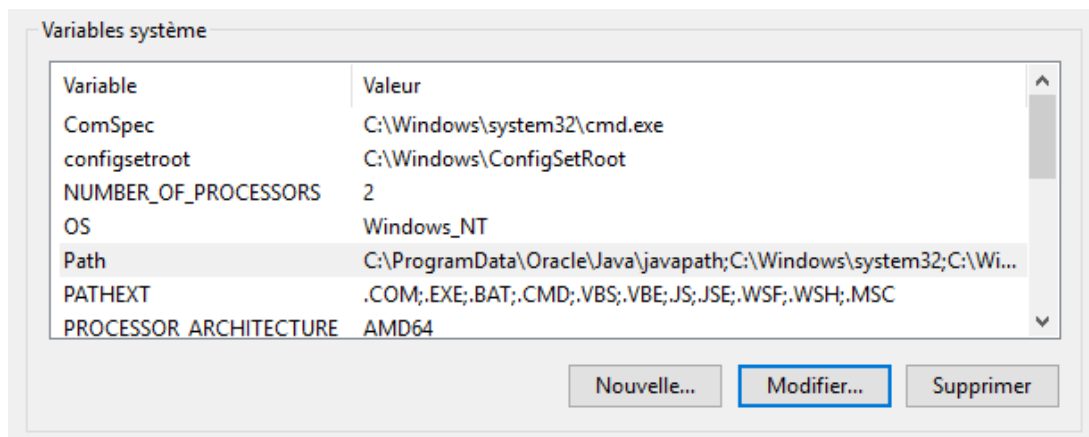 Variables système
Variable Valeur
ComSpec C:\Windows\system32\cmd.exe
configsetroot C:\Windows\ConfigSetRoot
NUMBER_OF_PROCESSORS 2
OS Windows_NT
Path C:\ProgramData\Oracle\Java\javapath;C:\Windows\system32;C:\Wi...
PATHEXT .COM;.EXE;.BAT;.CMD;.VBS;.VBE;.JS;.JSE;.WSF;.WSH;.MSC
PROCESSOR_ARCHITECTURE AMD64
Nouvelle... Modifier... Supprimer